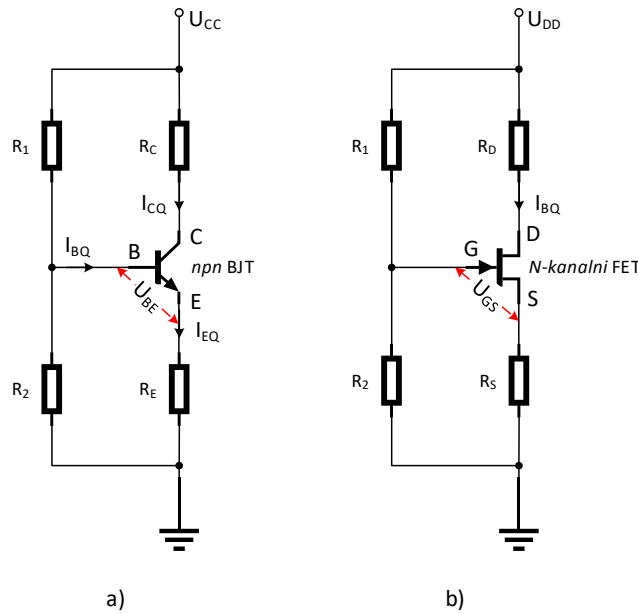 UCC
R1
RC
ICQ
C
IBQ
B
npn BJT
UBE
E
IEQ
R2
RE
a)
UDD
R1
RD
IBQ
D
G
N-kanalni FET
UGS
S
R2
RS
b)